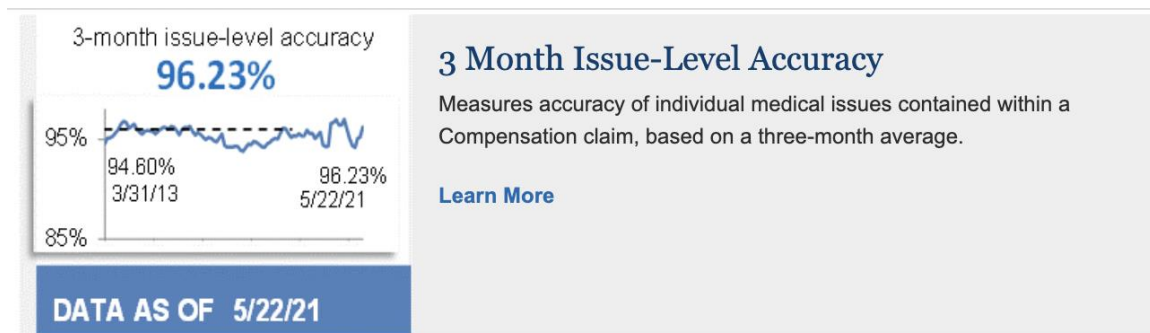 3-month issue-level accuracy
96.23%
95%
94.60%
3/31/13
96.23%
5/22/21
85%
DATA AS OF 5/22/21
3 Month Issue-Level Accuracy
Measures accuracy of individual medical issues contained within a
Compensation claim, based on a three-month average.
Learn More